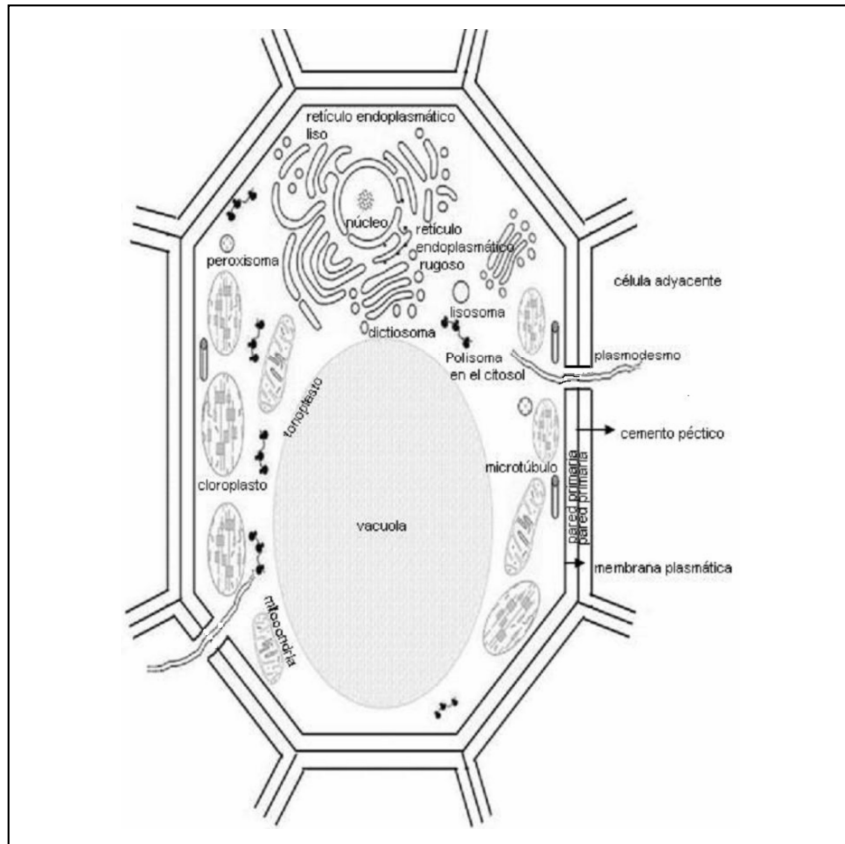 retículo endoplasmático
liso
núcleo
retículo
endoplasmático
rugoso
peroxisoma
célula adyacente
lisosoma
dictiosoma
Polisoma
en el citosol
plasmodesmo
tonoplasto
cemento péctico
microtúbulo
cloroplasto
pared primaria
pared primaria
vacuola
membrana plasmática
mitocondria